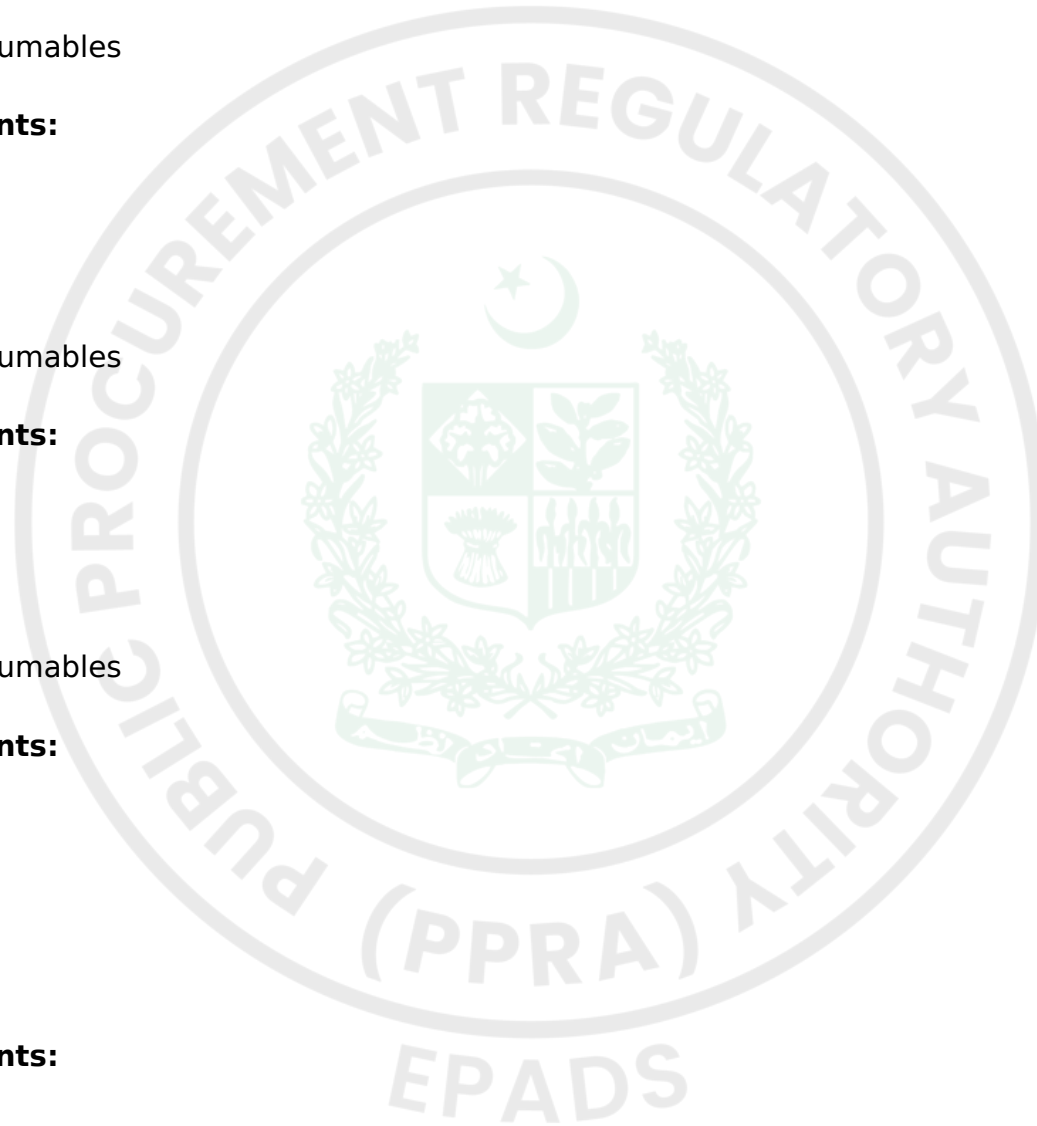 umables
nts:
umables
nts:
umables
nts:
nts:
PUBLIC PROCUREMENT REGULATORY AUTHORITY
(PPRA)
EPADS